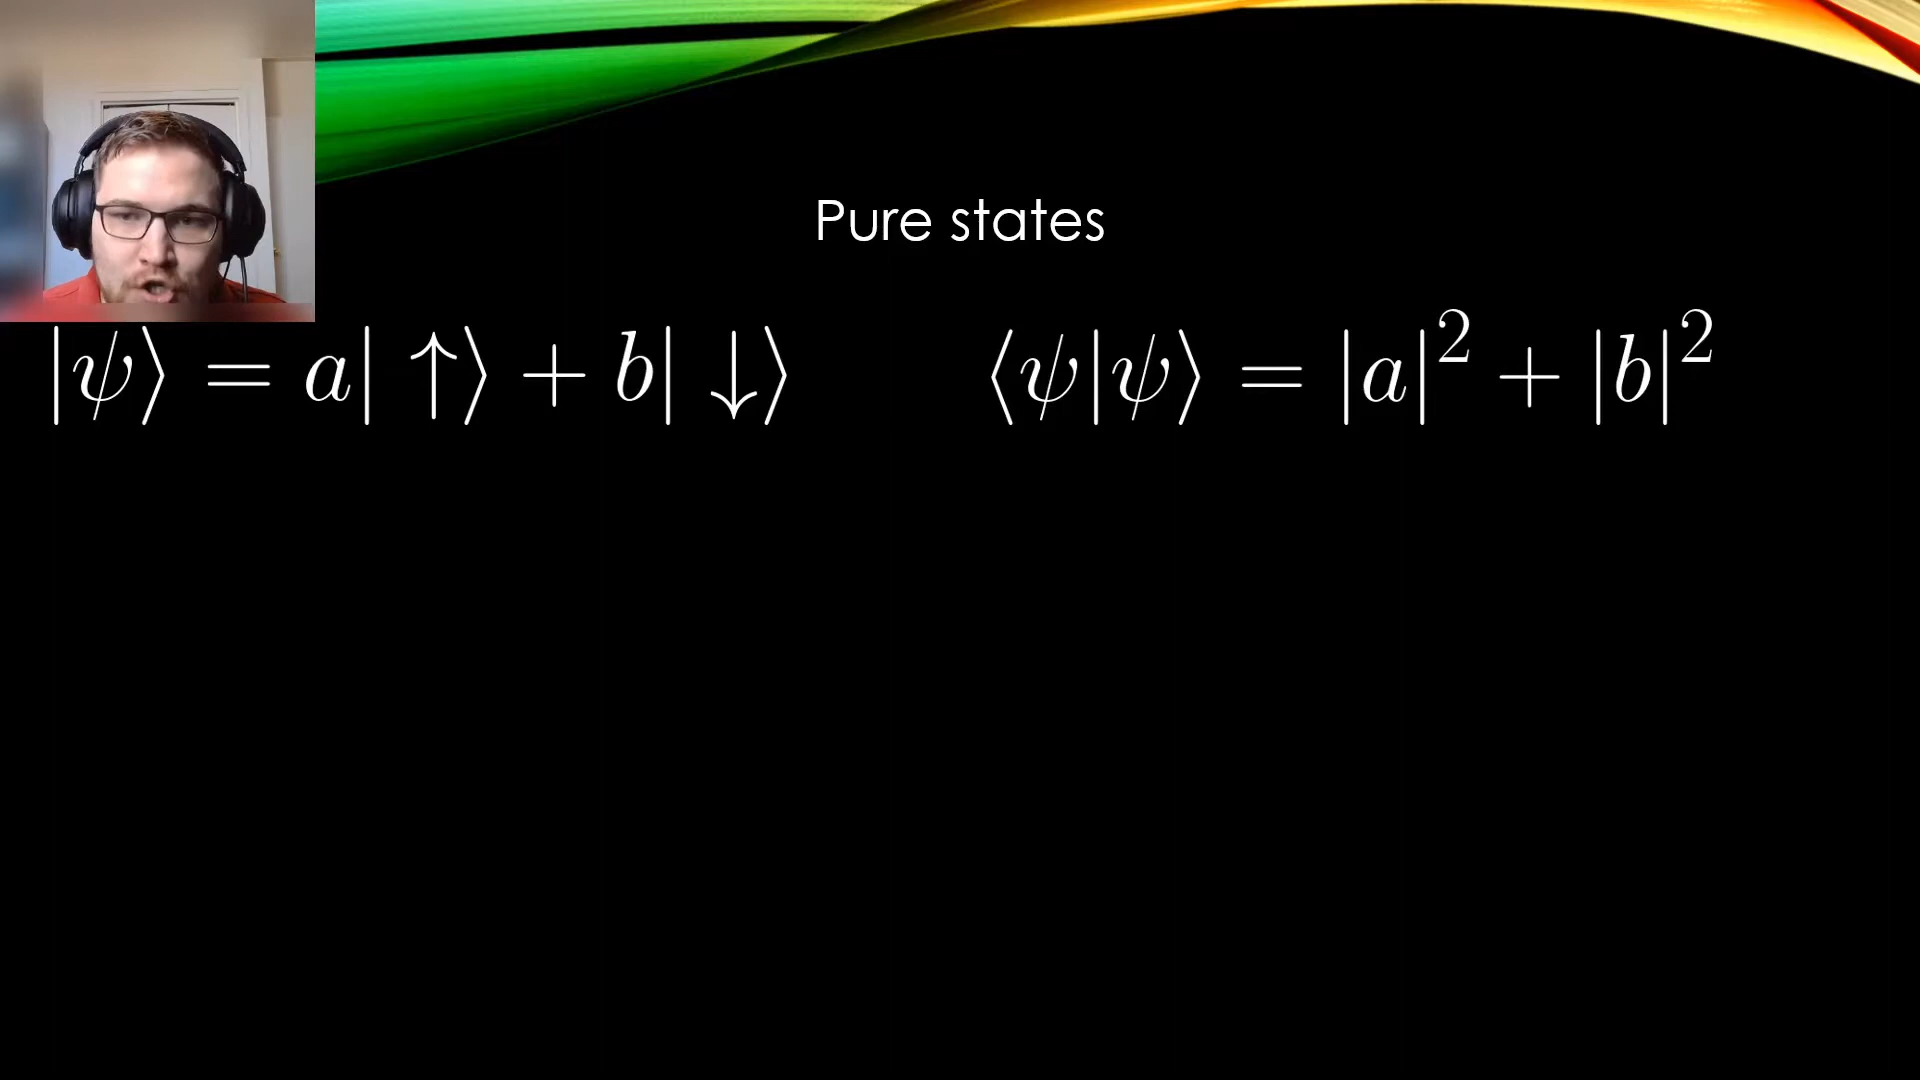 Pure states
|ψ⟩ = a| ↑⟩ + b| ↓⟩
⟨ψ|ψ⟩ = |a|² + |b|²